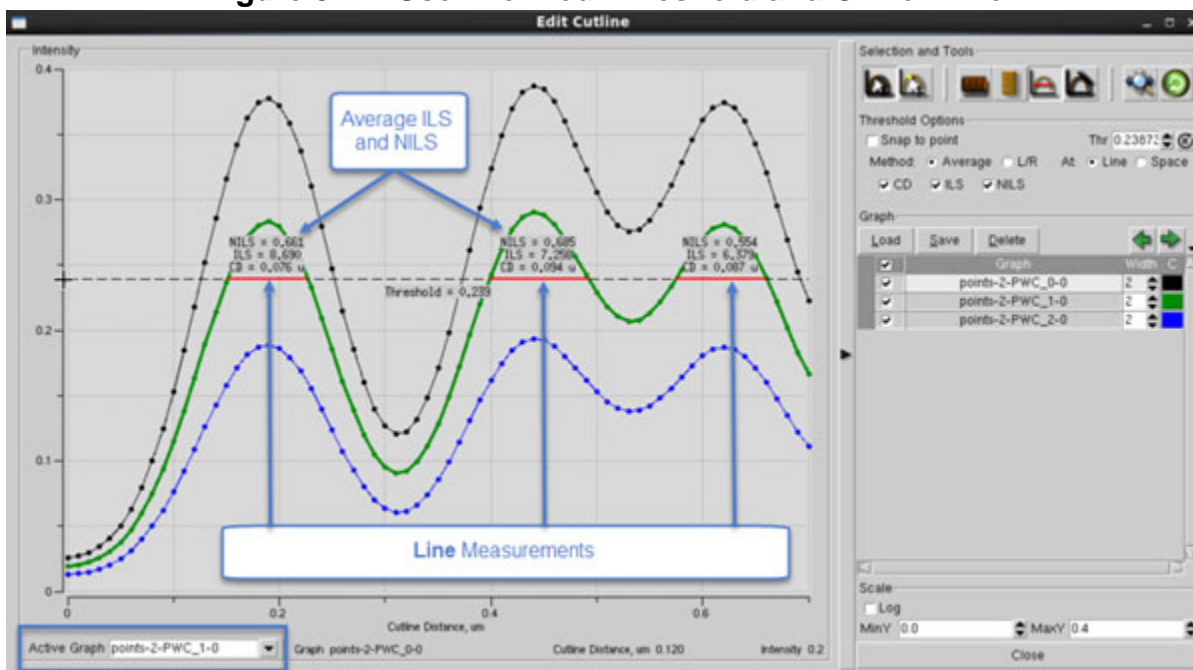 Edit Cutline
Intensity
0.4
0.3
0.2
0.1
0
0
0.2
0.4
0.6
Cutline Distance, um
Average ILS
and NILS
NILS = 0.661
ILS = 8.690
CD = 0.076 u
NILS = 0.685
ILS = 7.258
CD = 0.094 u
NILS = 0.554
ILS = 6.379
CD = 0.087 u
Threshold = 0.239
Line Measurements
Active Graph points-2-PWC_1-0
Graph points-2-PWC_0-0
Cutline Distance, um 0.120
Intensity 0.2
Selection and Tools
Threshold Options
Snap to point
Thr 0.23873
Method: Average L/R At: Line Space
CD ILS NILS
Graph
Load Save Delete
Graph Width C
points-2-PWC_0-0 2
points-2-PWC_1-0 2
points-2-PWC_2-0 2
Scale
Log
MinY 0.0 MaxY 0.4
Close